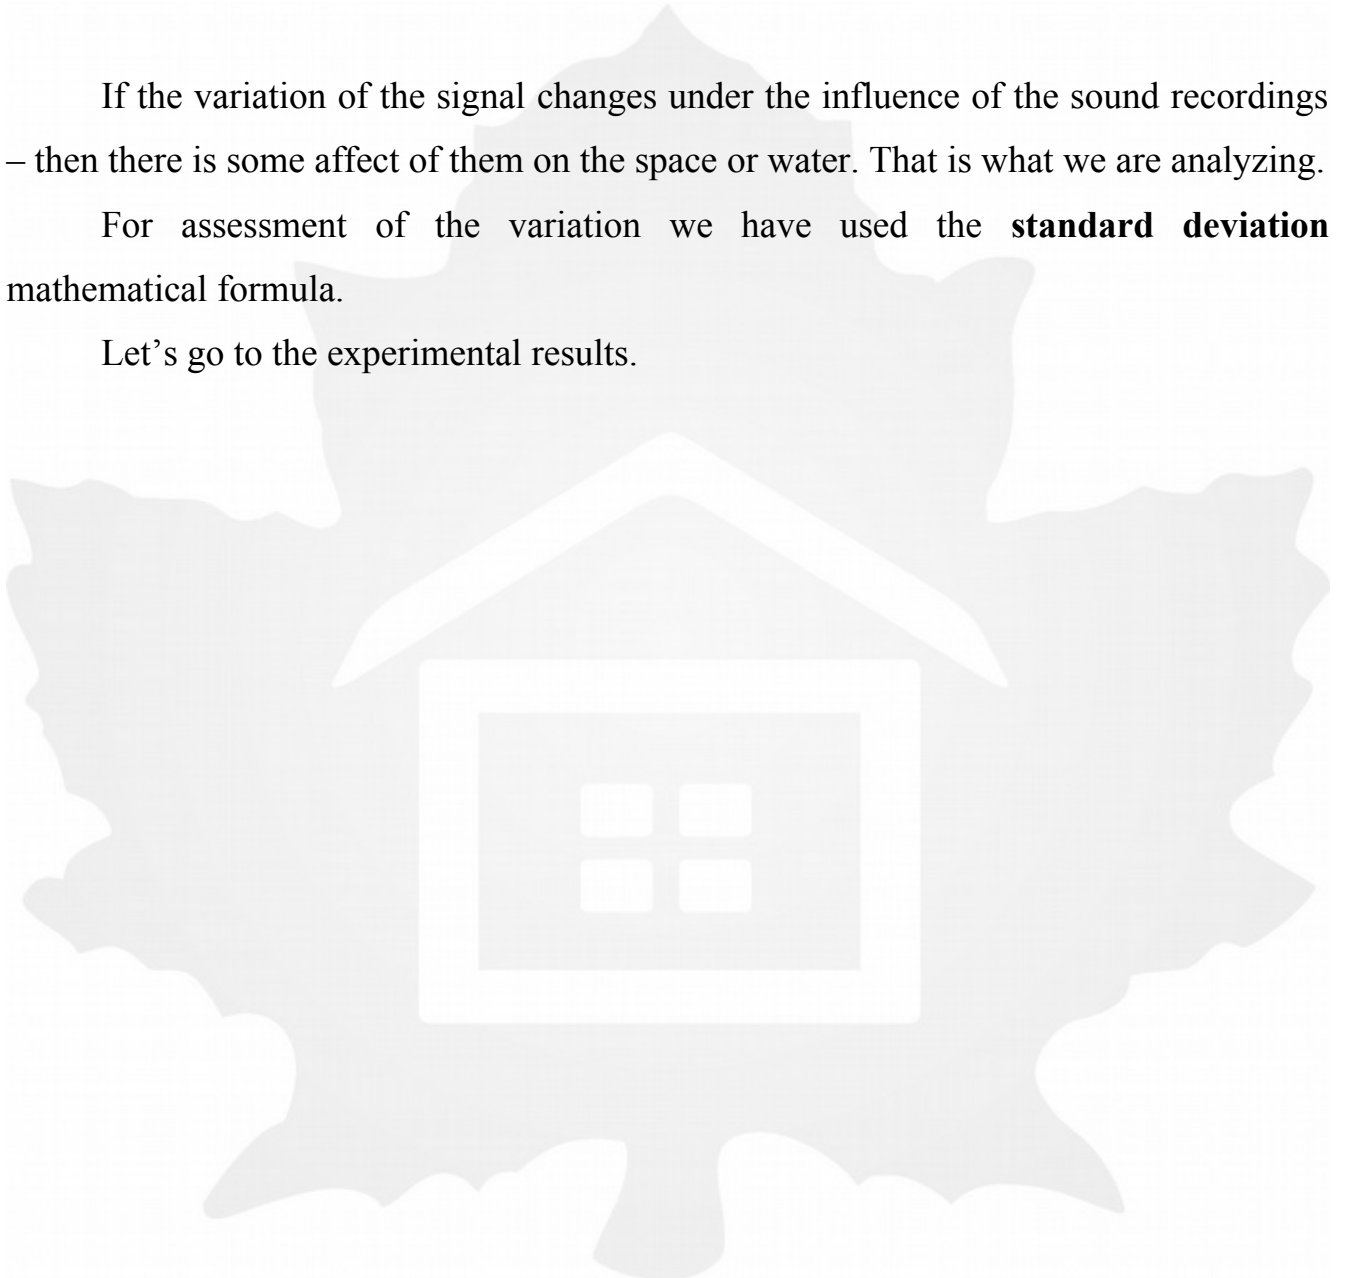 If the variation of the signal changes under the influence of the sound recordings
– then there is some affect of them on the space or water. That is what we are analyzing.
For assessment of the variation we have used the standard deviation
mathematical formula.
Let’s go to the experimental results.